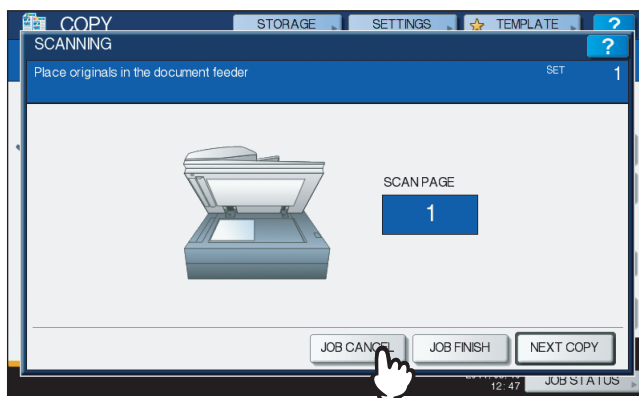 COPY STORAGE SETTINGS TEMPLATE ?
SCANNING ?
Place originals in the document feeder SET 1
SCAN PAGE
1
JOB CANCEL JOB FINISH NEXT COPY
12:47 JOB STATUS